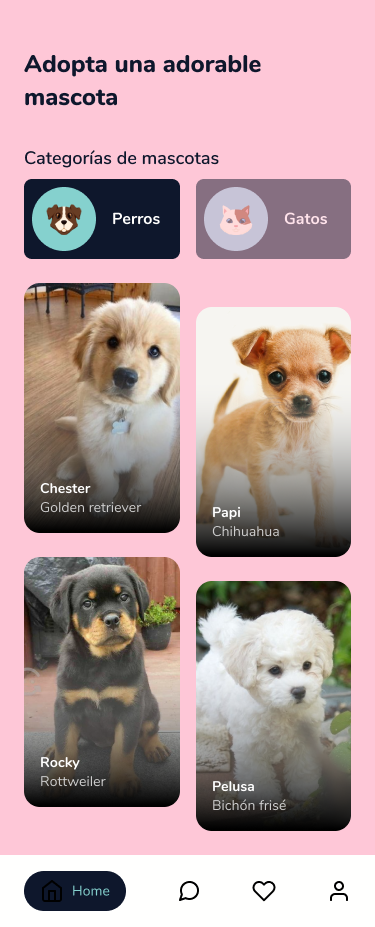 Adopta una adorable
mascota
Categorías de mascotas
Perros
Gatos
Chester
Golden retriever
Papi
Chihuahua
Rocky
Rottweiler
Pelusa
Bichón frisé
Home